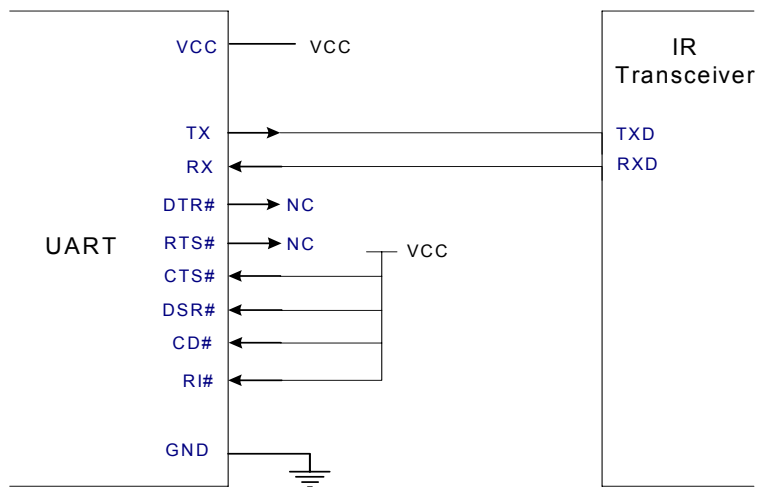 VCC VCC
IR
Transceiver
TX TXD
RX RXD
DTR# NC
UART
RTS# NC
VCC
CTS#
DSR#
CD#
RI#
GND